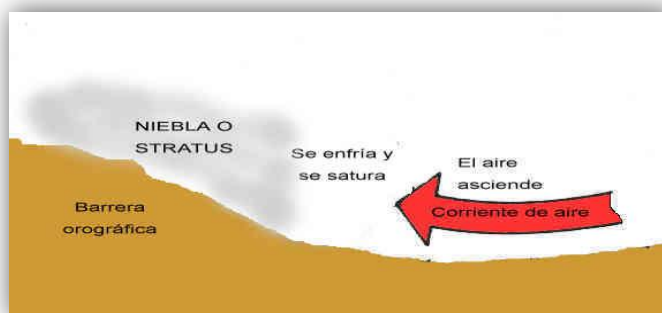 NIEBLA O
STRATUS
Se enfría y
se satura
El aire
asciende
Corriente de aire
Barrera
orográfica